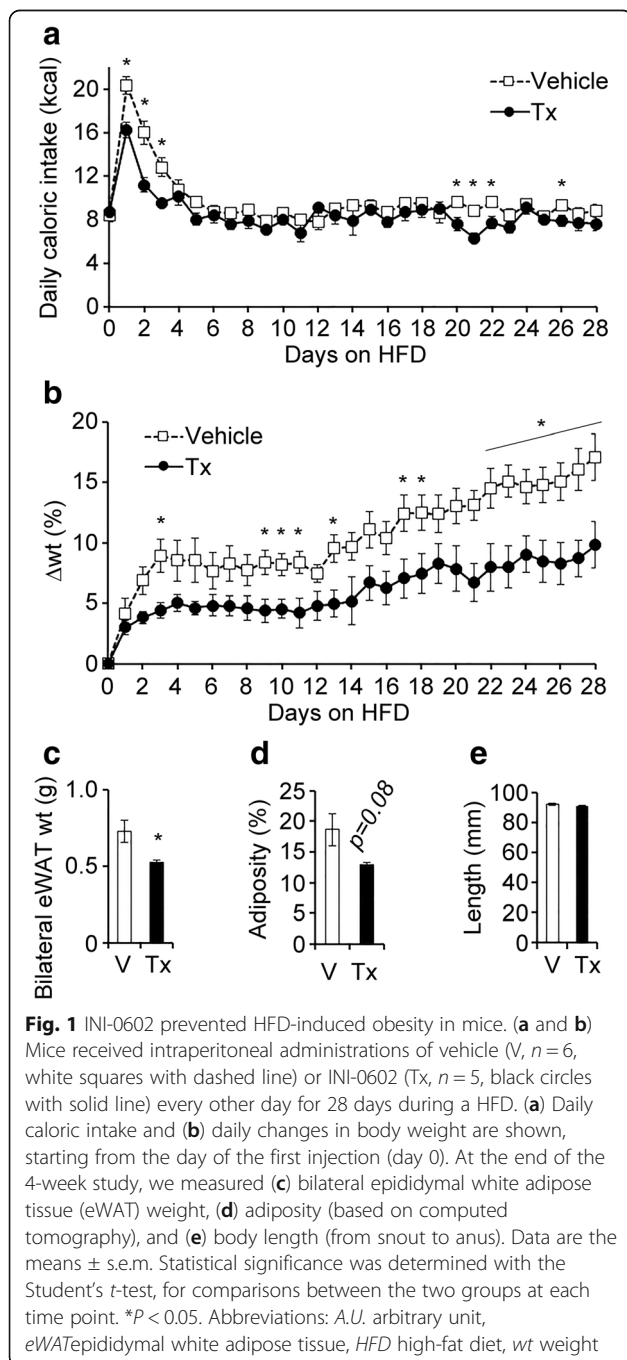 a
Daily caloric intake (kcal)
20
16
12
8
4
0
* * * * * * *
Vehicle
Tx
0 2 4 6 8 10 12 14 16 18 20 22 24 26 28
Days on HFD
b
Δwt (%)
20
15
10
5
0
Vehicle
Tx
* * * * * * * *
0 2 4 6 8 10 12 14 16 18 20 22 24 26 28
Days on HFD
c
Bilateral eWAT wt (g)
1.0
0.5
0
*
V Tx
d
Adiposity (%)
25
20
15
10
5
0
p=0.08
V Tx
e
Length (mm)
100
80
60
40
20
0
V Tx
Fig. 1 INI-0602 prevented HFD-induced obesity in mice. (a and b)
Mice received intraperitoneal administrations of vehicle (V, n = 6,
white squares with dashed line) or INI-0602 (Tx, n = 5, black circles
with solid line) every other day for 28 days during a HFD. (a) Daily
caloric intake and (b) daily changes in body weight are shown,
starting from the day of the first injection (day 0). At the end of the
4-week study, we measured (c) bilateral epididymal white adipose
tissue (eWAT) weight, (d) adiposity (based on computed
tomography), and (e) body length (from snout to anus). Data are the
means ± s.e.m. Statistical significance was determined with the
Student's t-test, for comparisons between the two groups at each
time point. *P < 0.05. Abbreviations: A.U. arbitrary unit,
eWATepididymal white adipose tissue, HFD high-fat diet, wt weight